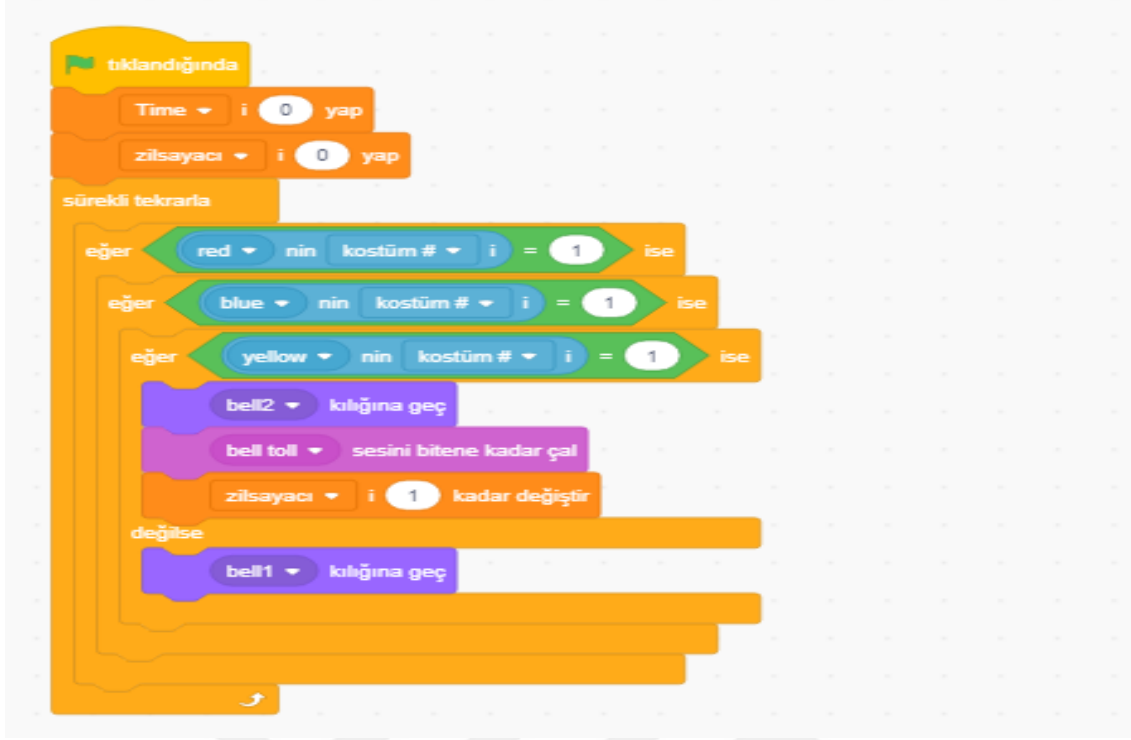 tıklandığında
Time i 0 yap
zilsayacı i 0 yap
sürekli tekrarla
eğer red nin kostüm # i = 1 ise
eğer blue nin kostüm # i = 1 ise
eğer yellow nin kostüm # i = 1 ise
bell2 kılığına geç
bell toll sesini bitene kadar çal
zilsayacı i 1 kadar değiştir
değilse
bell1 kılığına geç